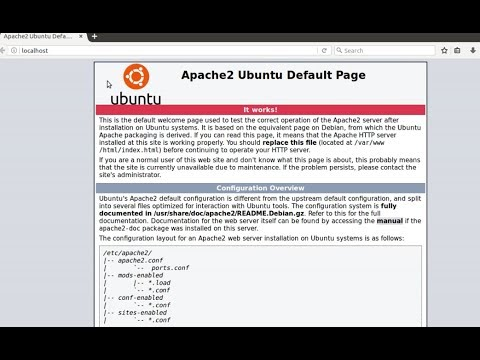 Apache2 Ubuntu Defa...
localhost
Search
ubuntu
Apache2 Ubuntu Default Page
It works!
This is the default welcome page used to test the correct operation of the Apache2 server after
installation on Ubuntu systems. It is based on the equivalent page on Debian, from which the Ubuntu
Apache packaging is derived. If you can read this page, it means that the Apache HTTP server
installed at this site is working properly. You should replace this file (located at /var/www
/html/index.html) before continuing to operate your HTTP server.
If you are a normal user of this web site and don't know what this page is about, this probably means
that the site is currently unavailable due to maintenance. If the problem persists, please contact
the site's administrator.
Configuration Overview
Ubuntu's Apache2 default configuration is different from the upstream default configuration, and split
into several files optimized for interaction with Ubuntu tools. The configuration system is fully
documented in /usr/share/doc/apache2/README.Debian.gz. Refer to this for the full
documentation. Documentation for the web server itself can be found by accessing the manual if the
apache2-doc package was installed on this server.
The configuration layout for an Apache2 web server installation on Ubuntu systems is as follows:
/etc/apache2/
|-- apache2.conf
|       `--  ports.conf
|-- mods-enabled
|       |-- *.load
|       `-- *.conf
|-- conf-enabled
|       `-- *.conf
|-- sites-enabled
|       `-- *.conf